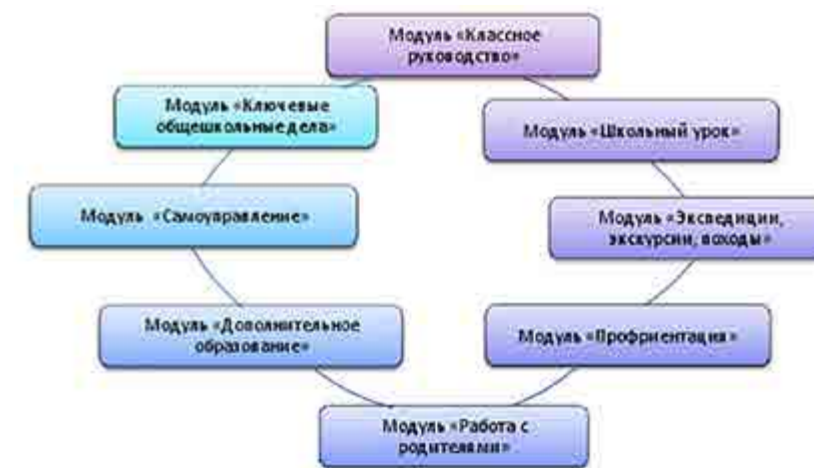 Модуль «Классное
руководство»
Модуль «Школьный урок»
Модуль «Экспедиции,
экскурсии, походы»
Модуль «Профриентация»
Модуль «Работа с
родителями»
Модуль «Дополнительное
образование»
Модуль «Самоуправление»
Модуль «Ключевые
общешкольные дела»